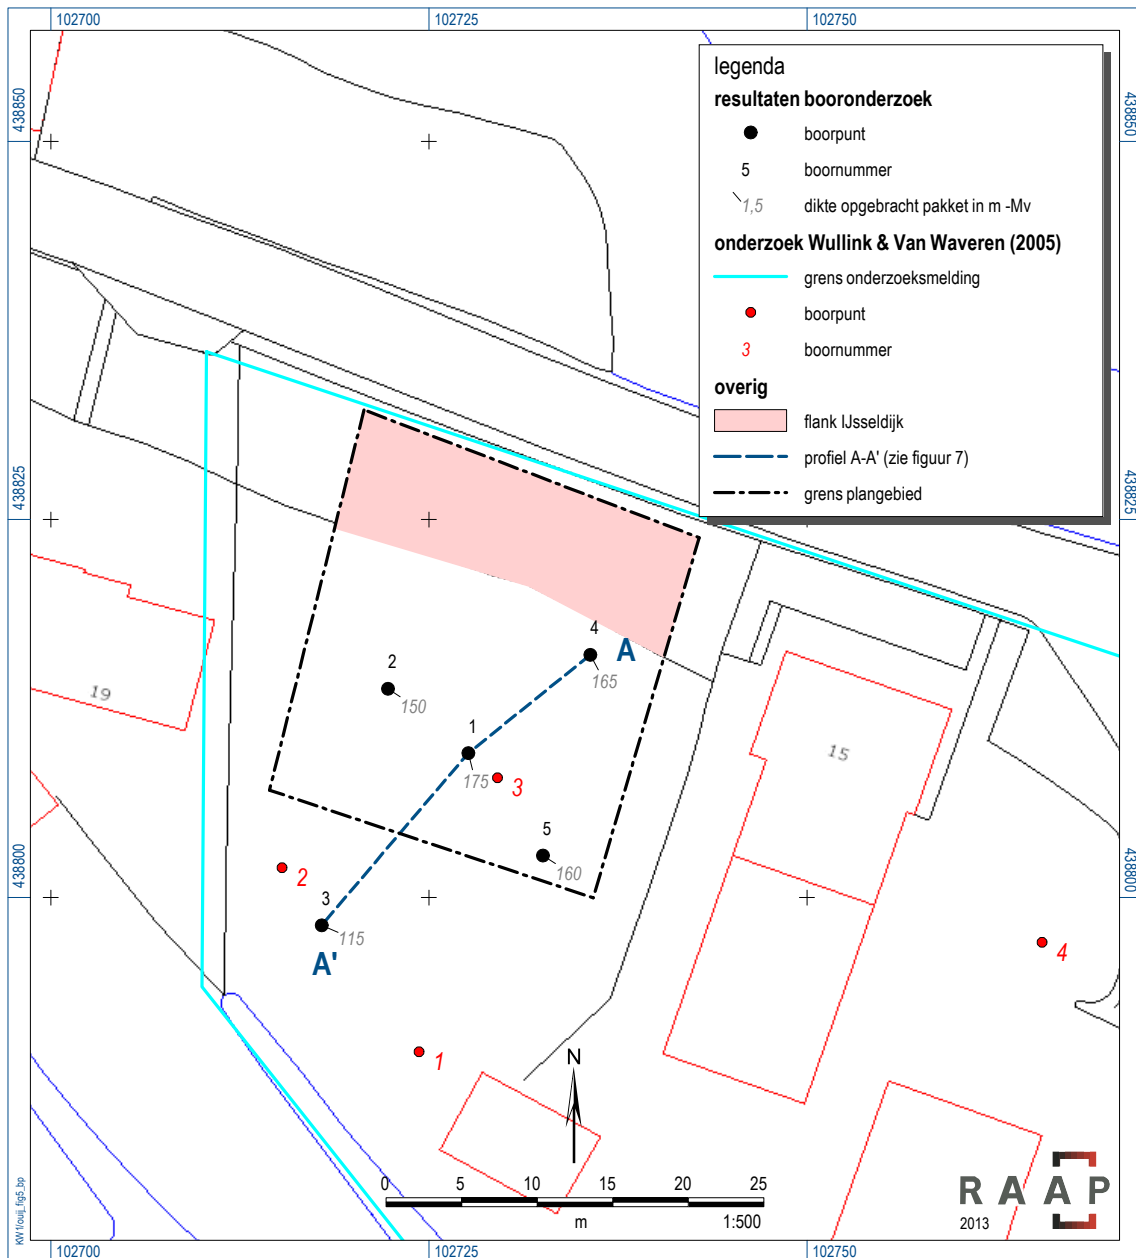 102700 102725 102750
438850 438850
legenda
resultaten booronderzoek
boorpunt
5 boornummer
1,5 dikte opgebracht pakket in m -Mv
onderzoek Wullink & Van Waveren (2005)
grens onderzoeksmelding
boorpunt
3 boornummer
overig
flank IJsseldijk
profiel A-A' (zie figuur 7)
grens plangebied
438825 438825
4
A
165
2
150
19
1
175
3
15
5
160
438800 438800
2
3
115
A'
4
1
N
0 5 10 15 20 25
m 1:500
RAAP
2013
KW1/ouij_fig5_bp
102700 102725 102750